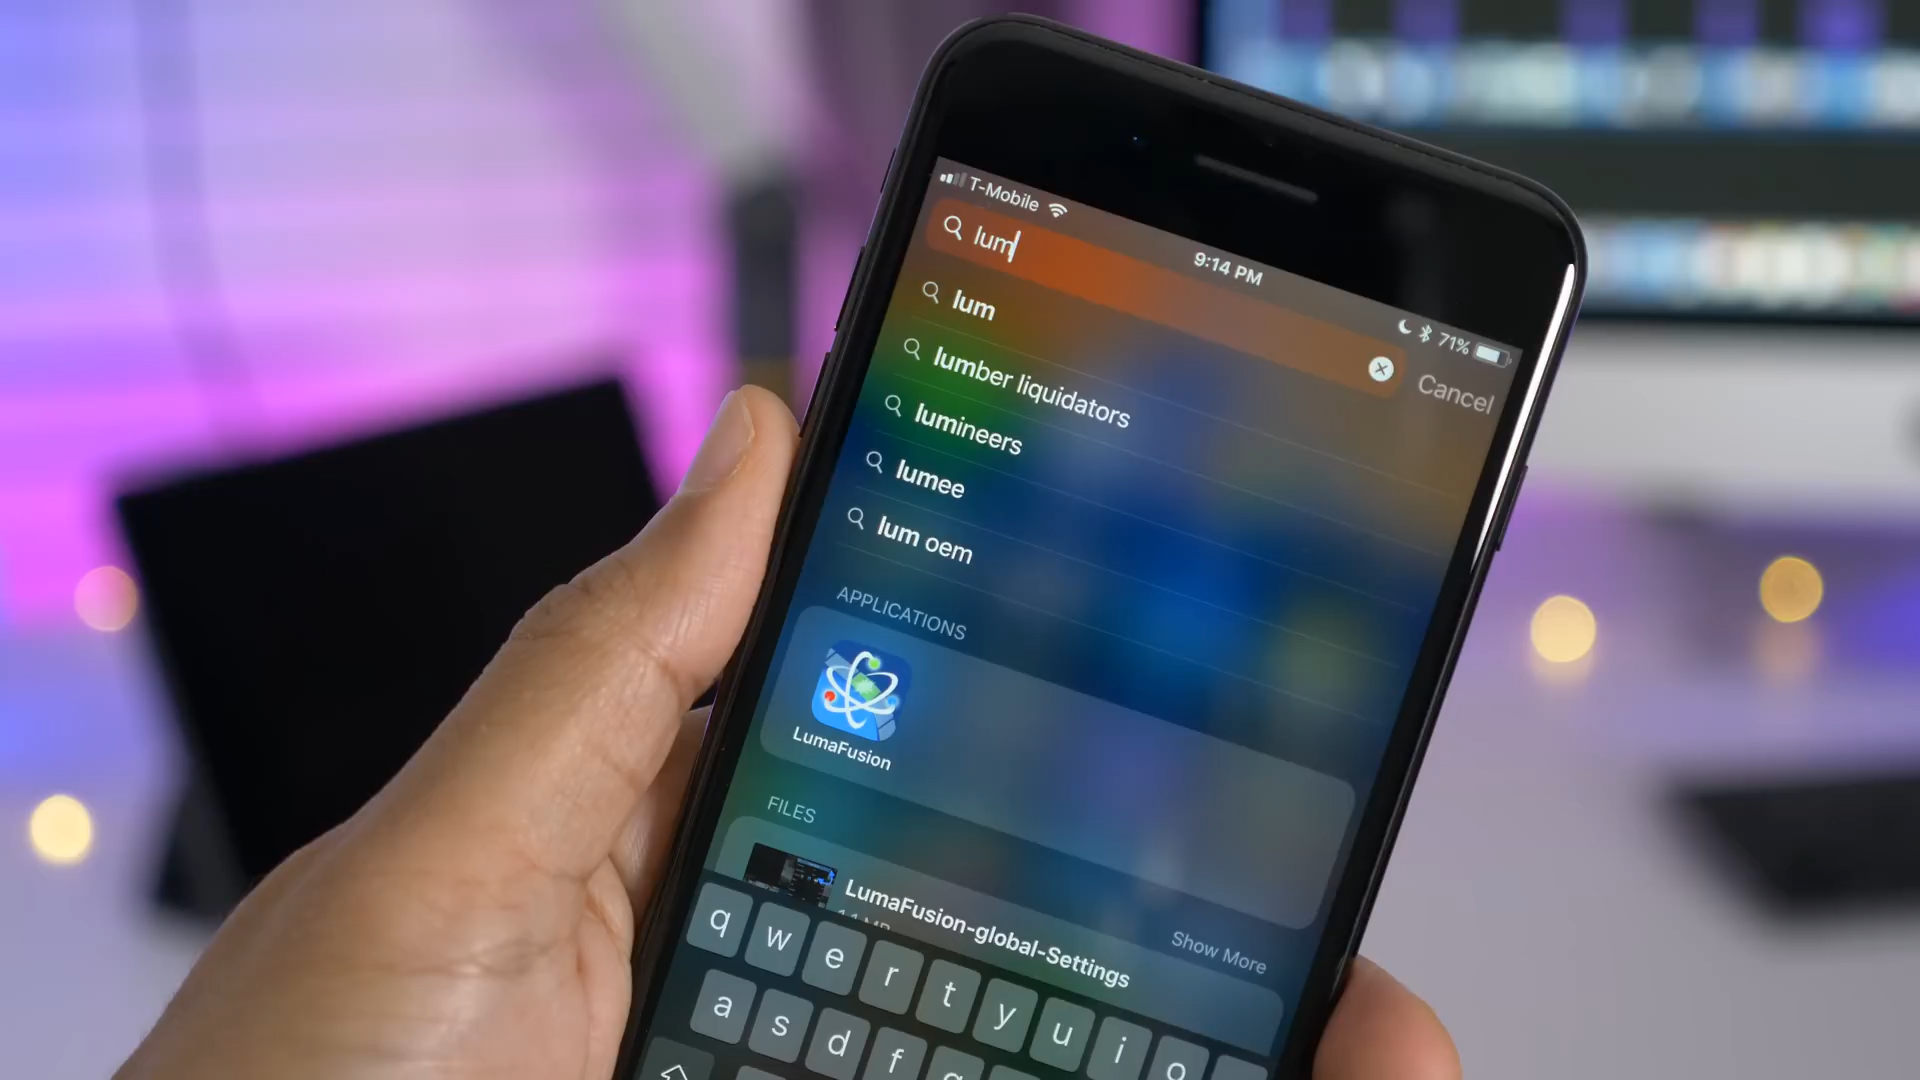 T-Mobile
9:14 PM
71%
lum
Cancel
lum
lumber liquidators
lumineers
lumee
lum oem
APPLICATIONS
LumaFusion
FILES
Show More
LumaFusion-global-Settings
q w e r t y u i o
a s d f